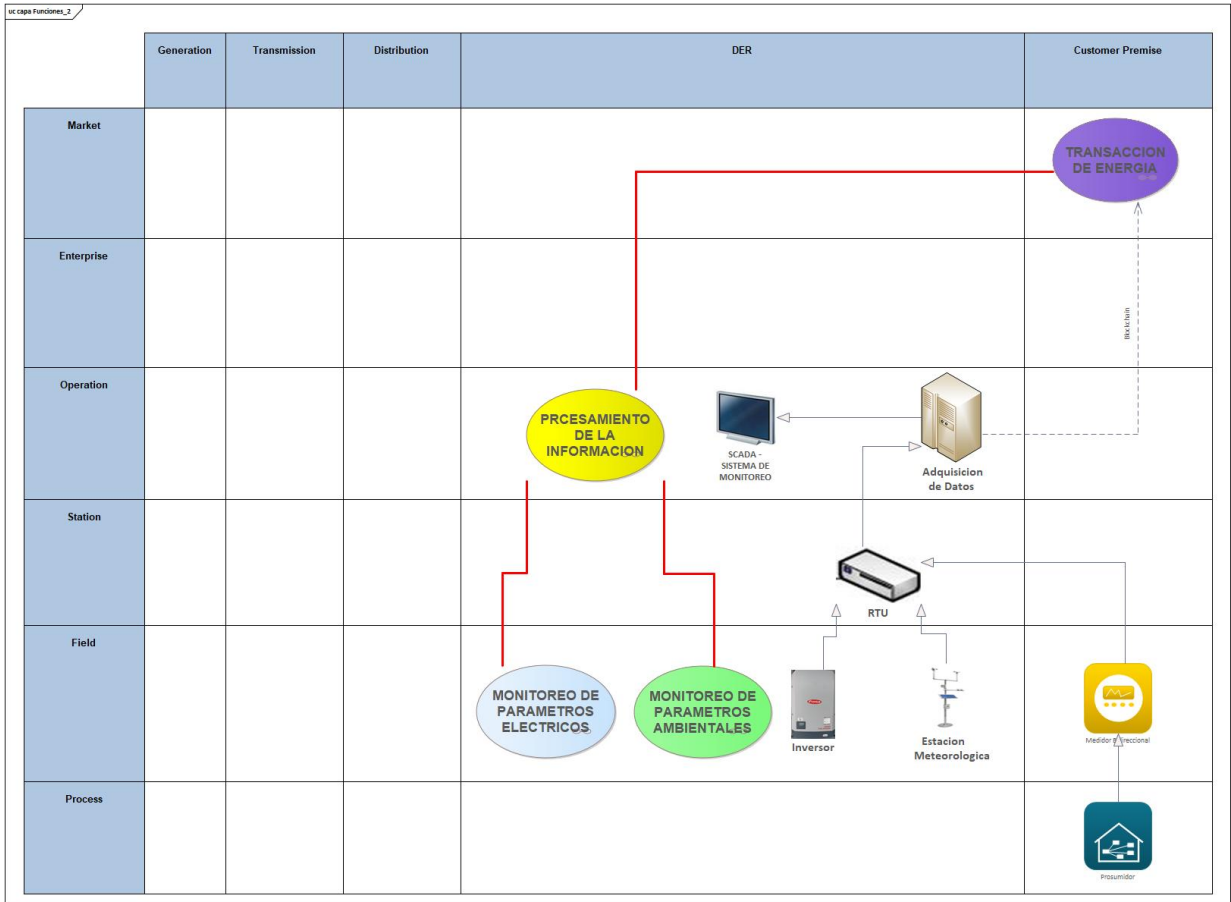 uc capa Funciones_2
Generation
Transmission
Distribution
DER
Customer Premise
Market
TRANSACCION
DE ENERGIA
Enterprise
Blockchain
Operation
PRCESAMIENTO
DE LA
INFORMACION
SCADA -
SISTEMA DE
MONITOREO
Adquisicion
de Datos
Station
RTU
Field
MONITOREO DE
PARAMETROS
ELECTRICOS
MONITOREO DE
PARAMETROS
AMBIENTALES
Inversor
Estacion
Meteorologica
Medidor Bidireccional
Process
Prosumidor